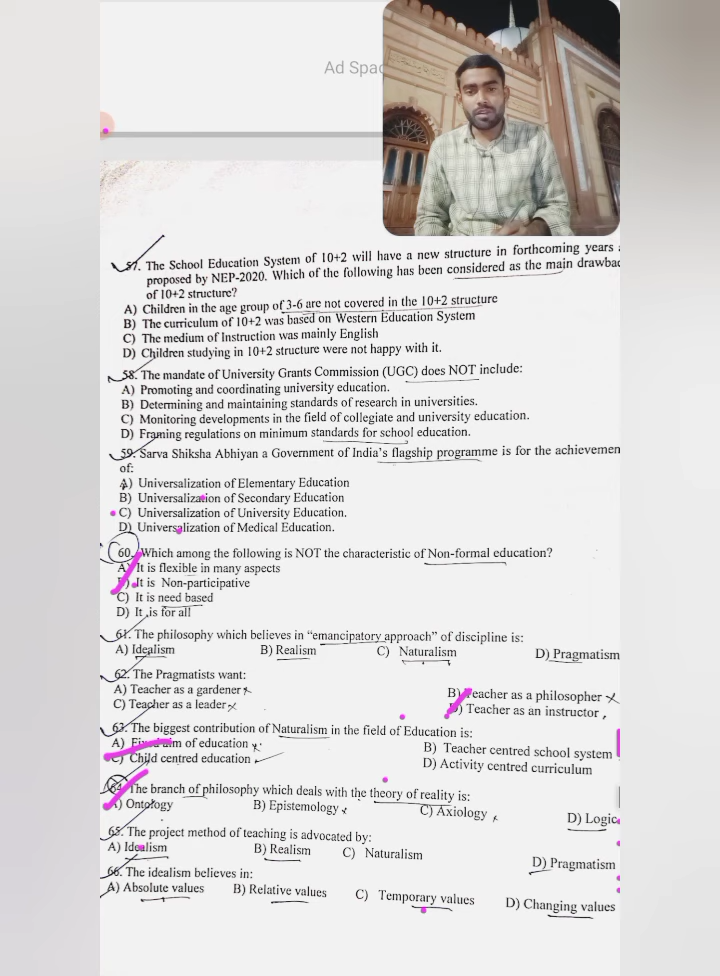 Ad Spac
57. The School Education System of 10+2 will have a new structure in forthcoming years
proposed by NEP-2020. Which of the following has been considered as the main drawbac
of 10+2 structure?
A) Children in the age group of 3-6 are not covered in the 10+2 structure
B) The curriculum of 10+2 was based on Western Education System
C) The medium of Instruction was mainly English
D) Children studying in 10+2 structure were not happy with it.
58. The mandate of University Grants Commission (UGC) does NOT include:
A) Promoting and coordinating university education.
B) Determining and maintaining standards of research in universities.
C) Monitoring developments in the field of collegiate and university education.
D) Framing regulations on minimum standards for school education.
59. Sarva Shiksha Abhiyan a Government of India's flagship programme is for the achievemen
of:
A) Universalization of Elementary Education
B) Universalization of Secondary Education
C) Universalization of University Education.
D) Universalization of Medical Education.
60. Which among the following is NOT the characteristic of Non-formal education?
A) It is flexible in many aspects
B) It is Non-participative
C) It is need based
D) It is for all
61. The philosophy which believes in "emancipatory approach" of discipline is:
A) Idealism B) Realism C) Naturalism D) Pragmatism
62. The Pragmatists want:
A) Teacher as a gardener B) Teacher as a philosopher
C) Teacher as a leader D) Teacher as an instructor
63. The biggest contribution of Naturalism in the field of Education is:
A) Fixed aim of education B) Teacher centred school system
C) Child centred education D) Activity centred curriculum
64. The branch of philosophy which deals with the theory of reality is:
A) Ontology B) Epistemology C) Axiology D) Logic
65. The project method of teaching is advocated by:
A) Idealism B) Realism C) Naturalism D) Pragmatism
66. The idealism believes in:
A) Absolute values B) Relative values C) Temporary values D) Changing values